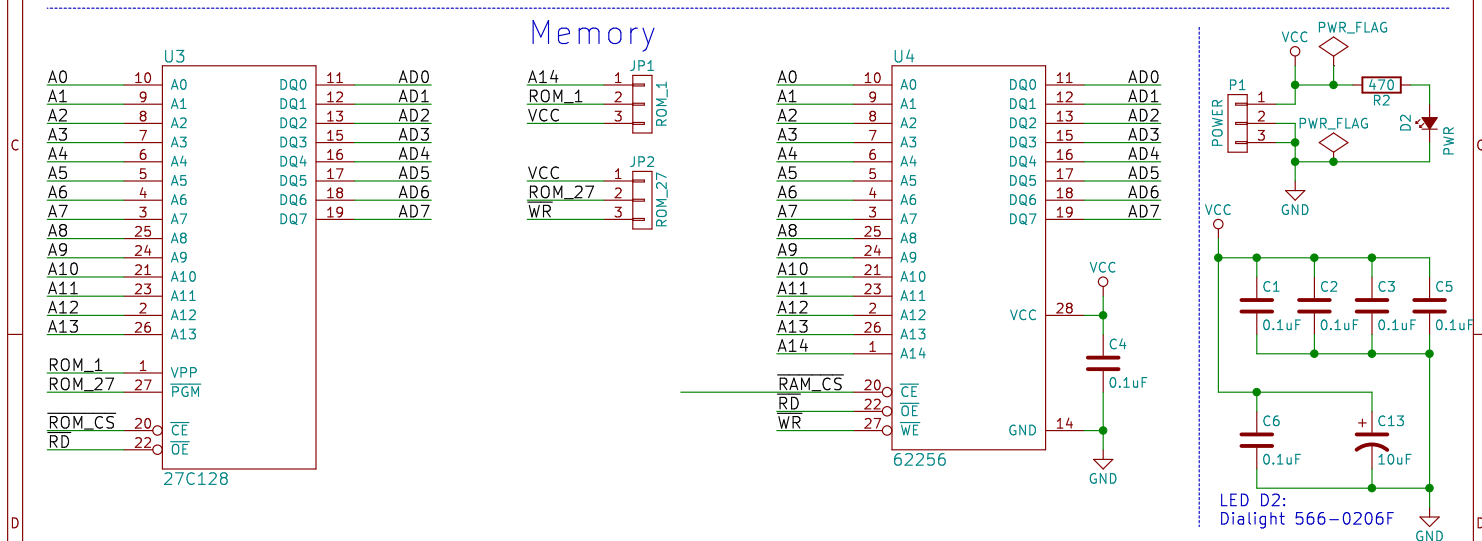 Memory
U3
A0 10 A0 DQ0 11 AD0
A1 9 A1 DQ1 12 AD1
A2 8 A2 DQ2 13 AD2
A3 7 A3 DQ3 15 AD3
A4 6 A4 DQ4 16 AD4
A5 5 A5 DQ5 17 AD5
A6 4 A6 DQ6 18 AD6
A7 3 A7 DQ7 19 AD7
A8 25 A8
A9 24 A9
A10 21 A10
A11 23 A11
A12 2 A12
A13 26 A13
ROM_1 1 VPP
ROM_27 27 PGM
ROM_CS 20 CE
RD 22 OE
27C128
JP1
A14 1
ROM_1 2
VCC 3
ROM_1
JP2
VCC 1
ROM_27 2
WR 3
ROM_27
U4
A0 10 A0 DQ0 11 AD0
A1 9 A1 DQ1 12 AD1
A2 8 A2 DQ2 13 AD2
A3 7 A3 DQ3 15 AD3
A4 6 A4 DQ4 16 AD4
A5 5 A5 DQ5 17 AD5
A6 4 A6 DQ6 18 AD6
A7 3 A7 DQ7 19 AD7
A8 25 A8
A9 24 A9
A10 21 A10
A11 23 A11
A12 2 A12 VCC 28
A13 26 A13
A14 1 A14
RAM_CS 20 CE
RD 22 OE
WR 27 WE GND 14
62256
VCC
C4
0.1uF
GND
VCC
PWR_FLAG
P1
POWER
1
2
3
470
R2
PWR_FLAG
D2
PWR
GND
VCC
C1 C2 C3 C5
0.1uF 0.1uF 0.1uF 0.1uF
C6 + C13
0.1uF 10uF
LED D2:
Dialight 566-0206F
GND
C
D